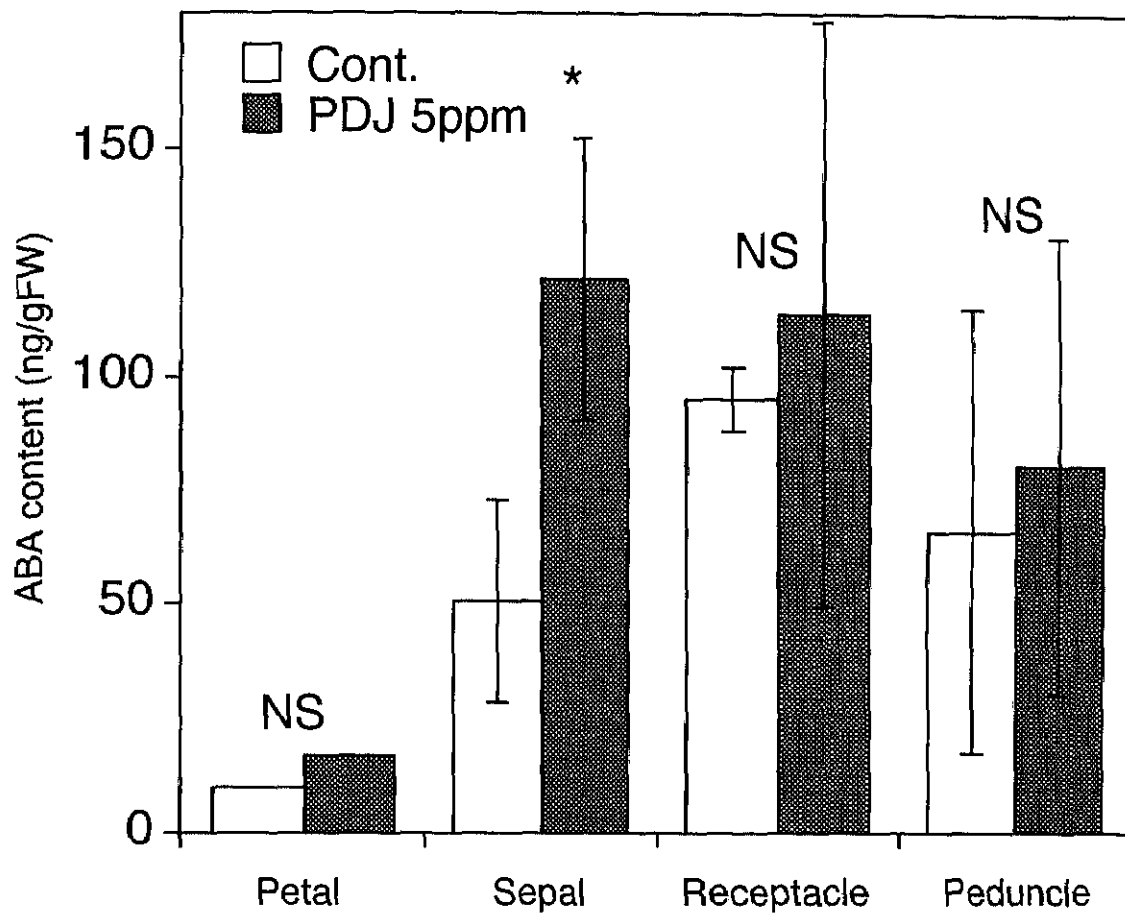 Cont.
PDJ 5ppm
*
NS
NS
NS
150
100
50
0
ABA content (ng/gFW)
Petal Sepal Receptacle Peduncle